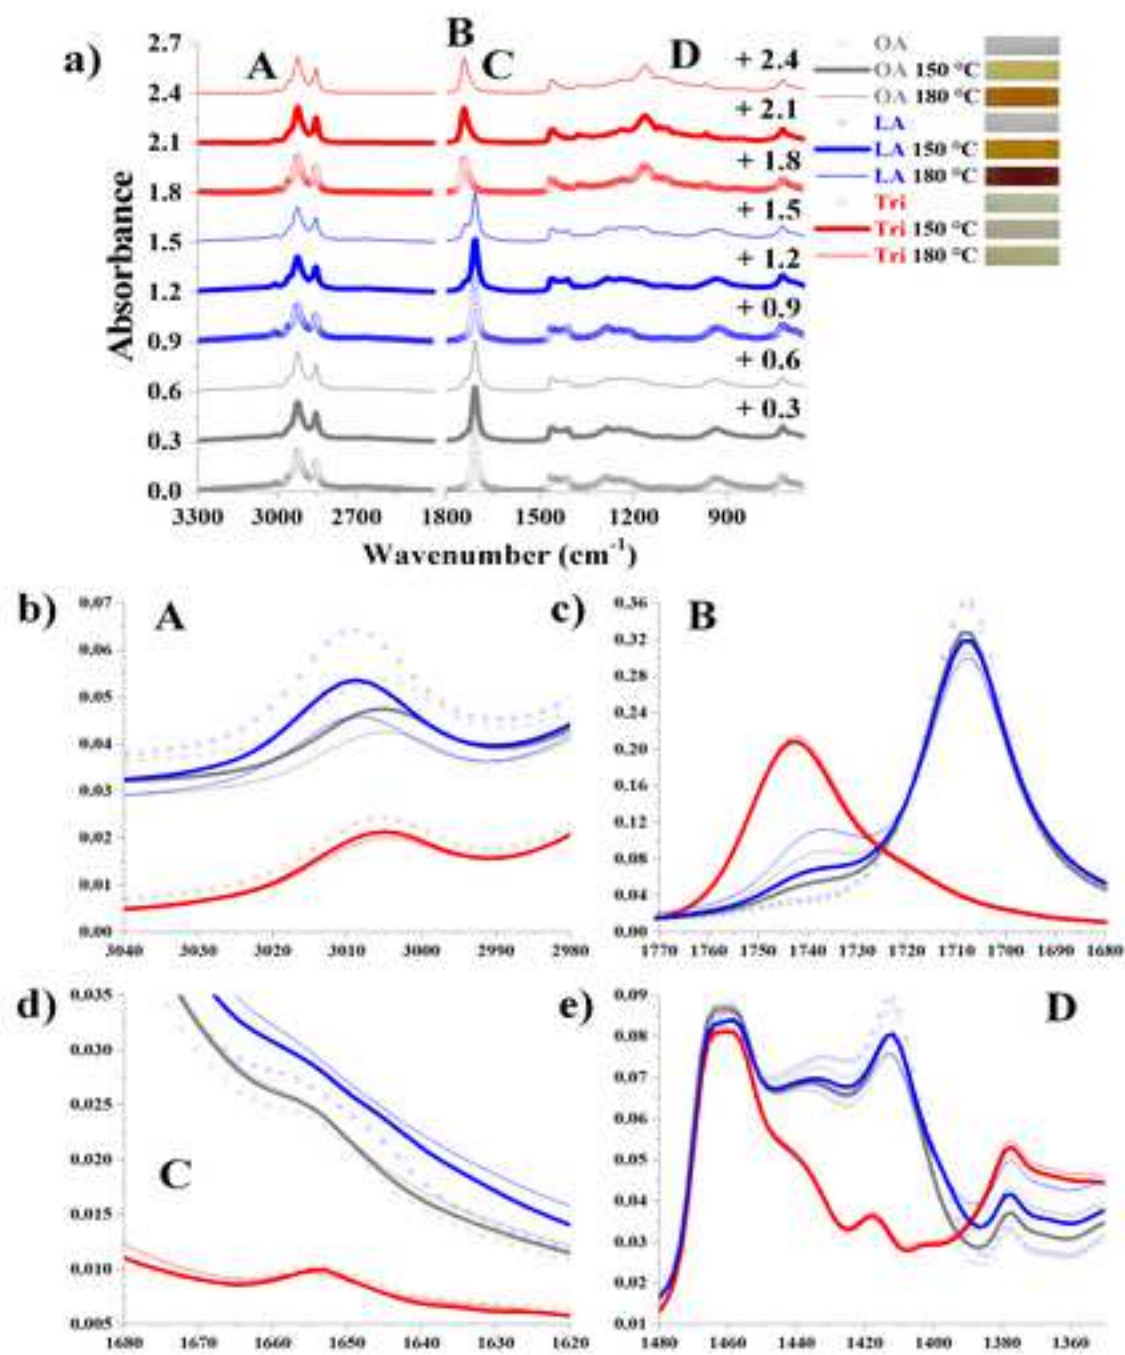 a)
2.7
2.4
2.1
1.8
1.5
1.2
0.9
0.6
0.3
0.0
Absorbance
A
B
C
D
+ 2.4
+ 2.1
+ 1.8
+ 1.5
+ 1.2
+ 0.9
+ 0.6
+ 0.3
OA
OA 150 °C
OA 180 °C
LA
LA 150 °C
LA 180 °C
Tri
Tri 150 °C
Tri 180 °C
3300 3000 2700 1800 1500 1200 900
Wavenumber (cm⁻¹)
b)
A
0.07
0.06
0.05
0.04
0.03
0.02
0.01
0.00
3040 3030 3020 3010 3000 2990 2980
c)
B
0.36
0.32
0.28
0.24
0.20
0.16
0.12
0.08
0.04
0.00
1770 1760 1750 1740 1730 1720 1710 1700 1690 1680
d)
C
0.035
0.030
0.025
0.020
0.015
0.010
0.005
1680 1670 1660 1650 1640 1630 1620
e)
D
0.09
0.08
0.07
0.06
0.05
0.04
0.03
0.02
0.01
1480 1460 1440 1420 1400 1380 1360